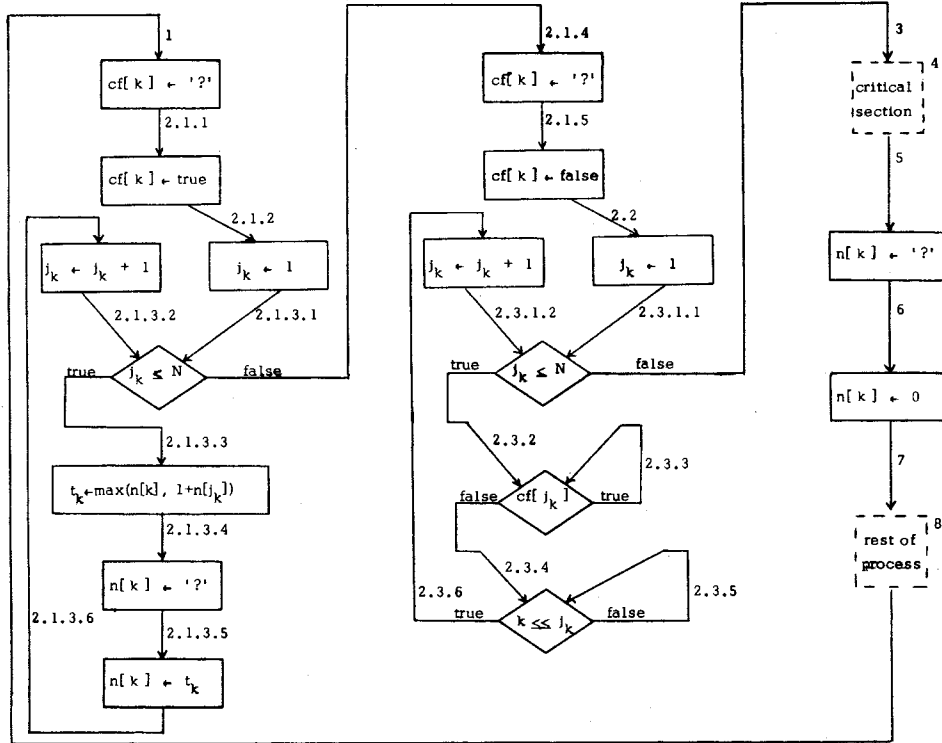 1
cf[ k ] ← '?'
2.1.1
cf[ k ] ← true
2.1.2
j_k ← j_k + 1
j_k ← 1
2.1.3.2
2.1.3.1
j_k ≤ N
true
false
2.1.3.3
t_k←max(n[k], 1+n[j_k])
2.1.3.4
n[ k ] ← '?'
2.1.3.6
2.1.3.5
n[ k ] ← t_k
2.1.4
cf[ k ] ← '?'
2.1.5
cf[ k ] ← false
2.2
j_k ← j_k + 1
j_k ← 1
2.3.1.2
2.3.1.1
j_k ≤ N
true
false
2.3.2
2.3.3
cf[ j_k ]
false
true
2.3.4
2.3.6
2.3.5
k ≤≤ j_k
true
false
3
4
critical
section
5
n[ k ] ← '?'
6
n[ k ] ← 0
7
8
rest of
process